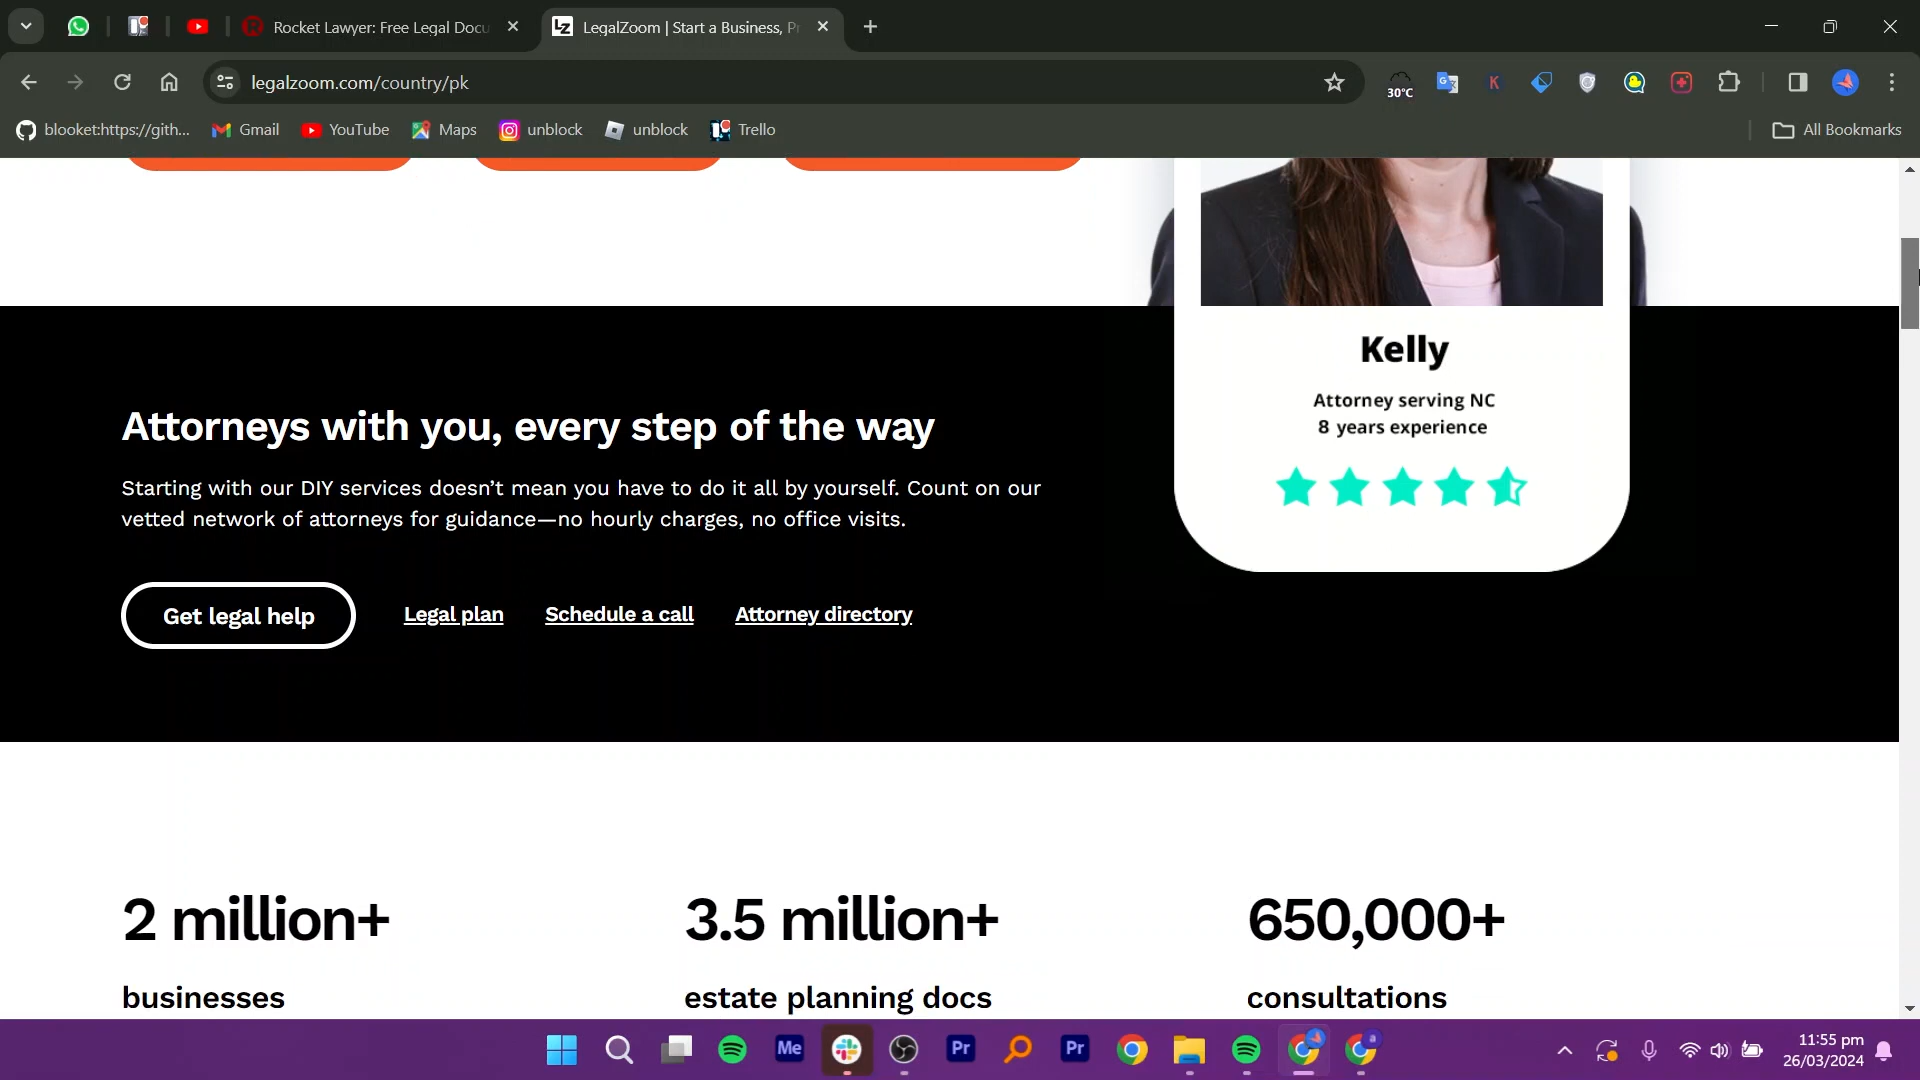 Rocket Lawyer: Free Legal Docu
LegalZoom | Start a Business, P
legalzoom.com/country/pk
30°C
blooket:https://gith...
Gmail
YouTube
Maps
unblock
unblock
Trello
All Bookmarks
Kelly
Attorney serving NC
8 years experience
Attorneys with you, every step of the way
Starting with our DIY services doesn’t mean you have to do it all by yourself. Count on our
vetted network of attorneys for guidance—no hourly charges, no office visits.
Get legal help
Legal plan
Schedule a call
Attorney directory
2 million+
3.5 million+
650,000+
businesses
estate planning docs
consultations
Me
Pr
Pr
11:55 pm
26/03/2024